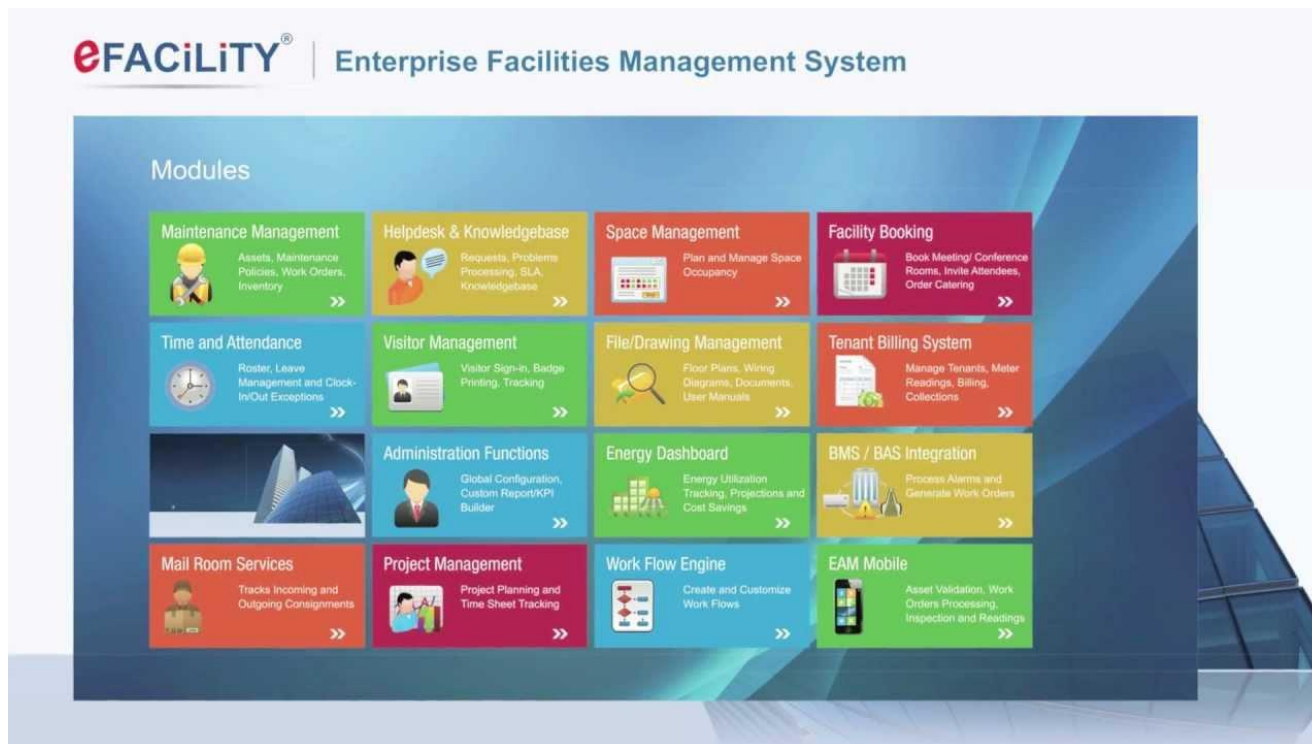 eFACiLiTY® | Enterprise Facilities Management System
Modules
Maintenance Management
Assets, Maintenance
Policies, Work Orders,
Inventory
Helpdesk & Knowledgebase
Requests, Problems
Processing, SLA,
Knowledgebase
Space Management
Plan and Manage Space
Occupancy
Facility Booking
Book Meeting/ Conference
Rooms, Invite Attendees,
Order Catering
Time and Attendance
Roster, Leave
Management and Clock-
In/Out Exceptions
Visitor Management
Visitor Sign-in, Badge
Printing, Tracking
File/Drawing Management
Floor Plans, Wiring
Diagrams, Documents,
User Manuals
Tenant Billing System
Manage Tenants, Meter
Readings, Billing,
Collections
Administration Functions
Global Configuration,
Custom Report/KPI
Builder
Energy Dashboard
Energy Utilization
Tracking, Projections and
Cost Savings
BMS / BAS Integration
Process Alarms and
Generate Work Orders
Mail Room Services
Tracks Incoming and
Outgoing Consignments
Project Management
Project Planning and
Time Sheet Tracking
Work Flow Engine
Create and Customize
Work Flows
EAM Mobile
Asset Validation, Work
Orders Processing,
Inspection and Readings